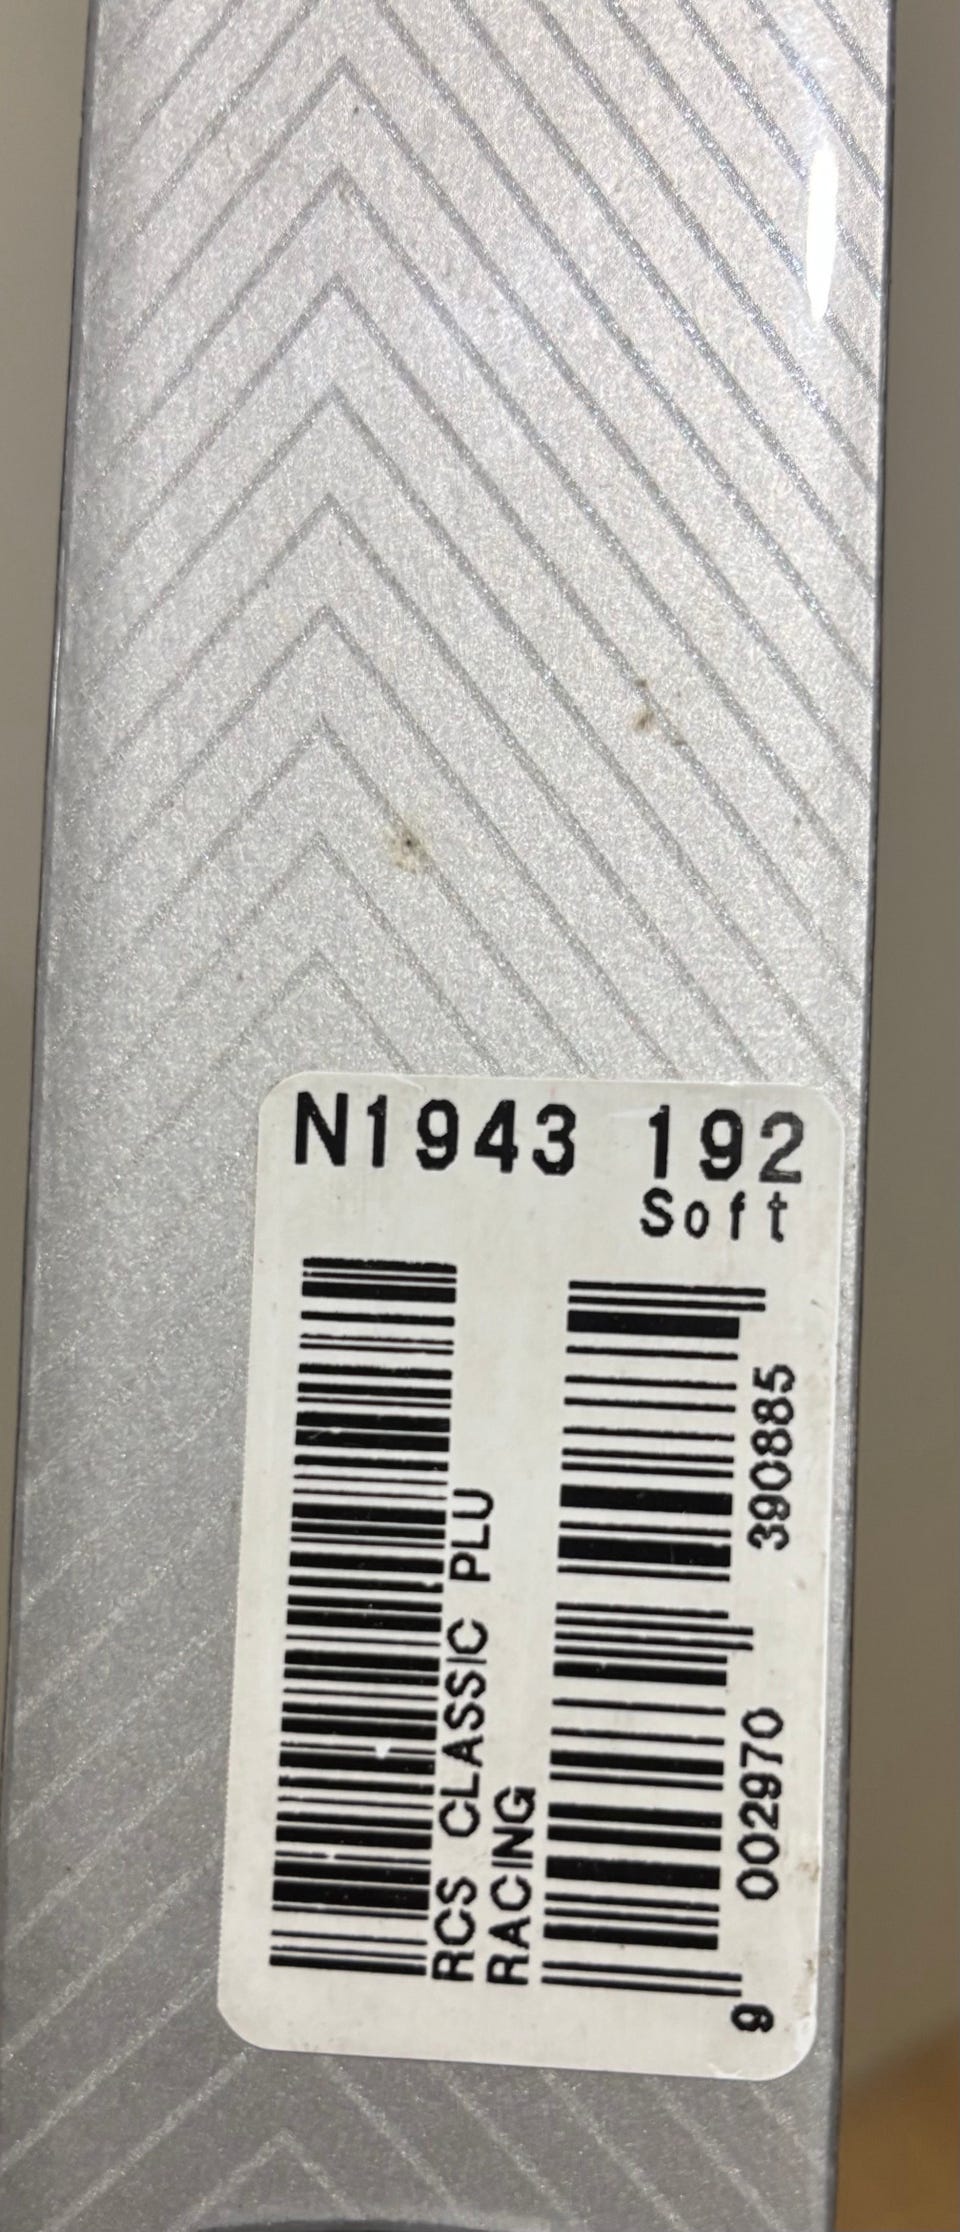 N1943 192
Soft
RCS CLASSIC PLU
RACING
9 002970 390885